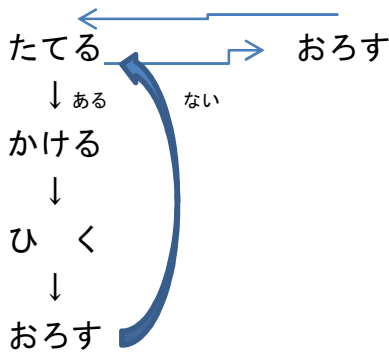 たてる おろす
↓ ある ない
かける
↓
ひ く
↓
おろす